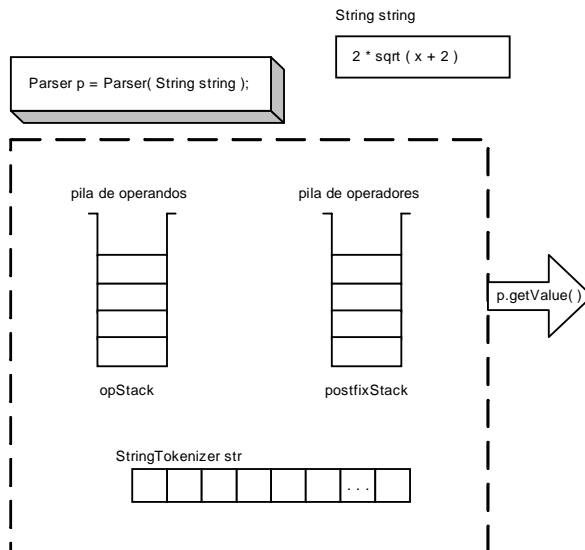 String string
2 * sqrt ( x + 2 )
Parser p = Parser( String string );
pila de operandos
pila de operadores
p.getValue( )
opStack
postfixStack
StringTokenizer str
. . .